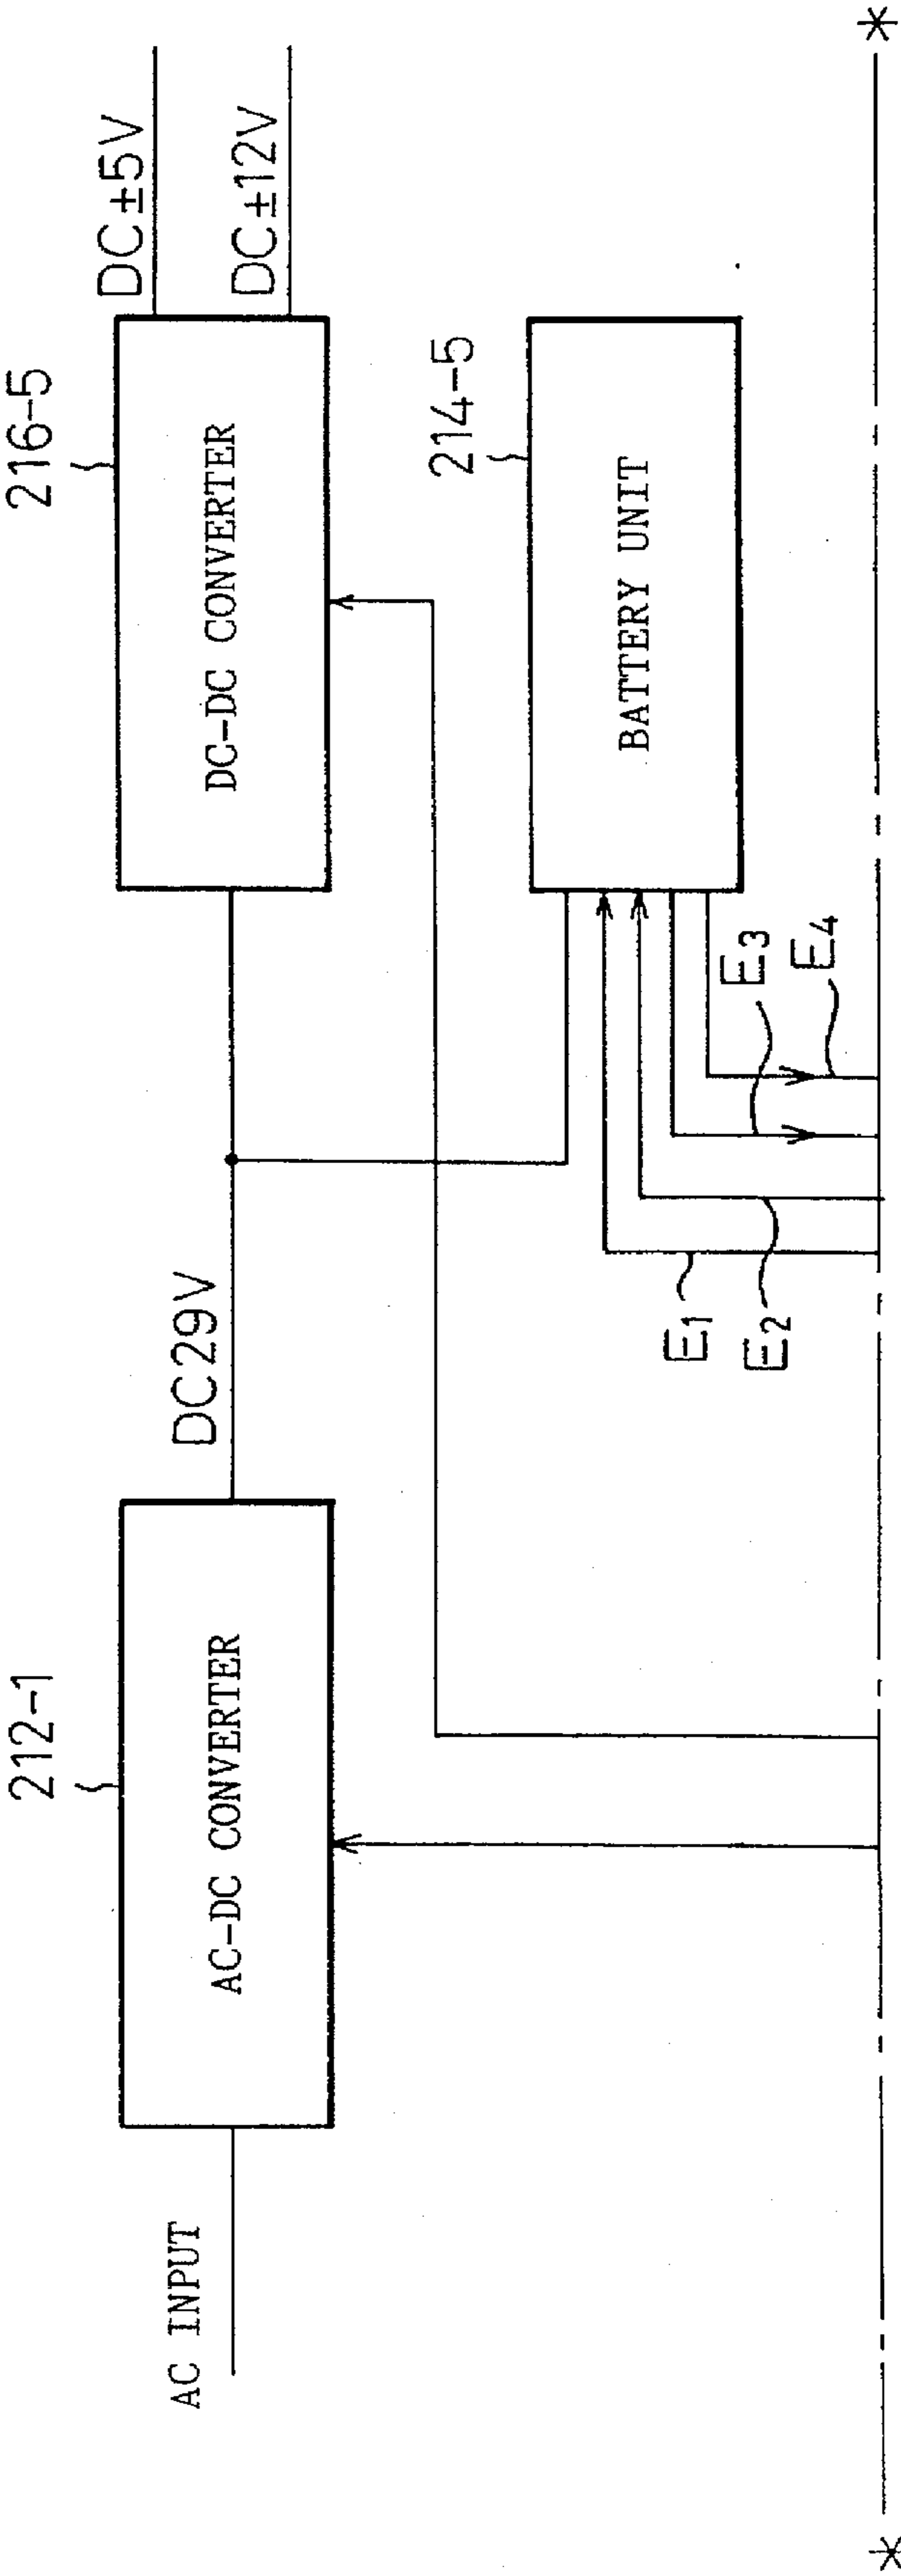 212-1
216-5
AC INPUT
AC-DC CONVERTER
DC29V
DC-DC CONVERTER
DC±5V
DC±12V
214-5
BATTERY UNIT
E1
E2
E3
E4
*
*